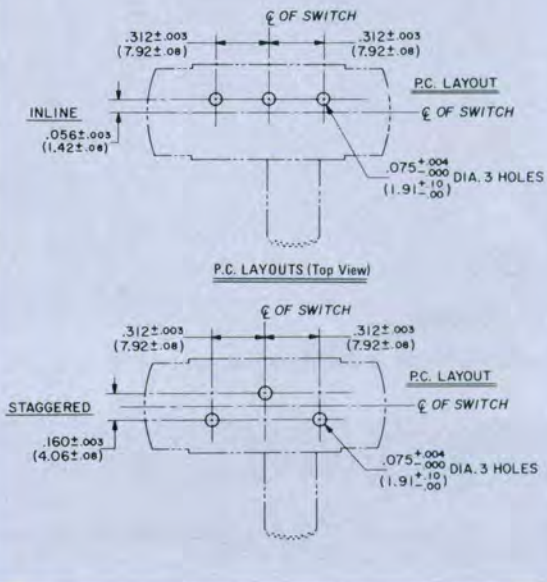 ℄ OF SWITCH
.312±.003
(7.92±.08)
.312±.003
(7.92±.08)
P.C. LAYOUT
INLINE
℄ OF SWITCH
.056±.003
(1.42±.08)
.075+.004-.000 DIA. 3 HOLES
(1.91+.10-.00)
P.C. LAYOUTS (Top View)
℄ OF SWITCH
.312±.003
(7.92±.08)
.312±.003
(7.92±.08)
P.C. LAYOUT
STAGGERED
℄ OF SWITCH
.160±.003
(4.06±.08)
.075+.004-.000 DIA. 3 HOLES
(1.91+.10-.00)